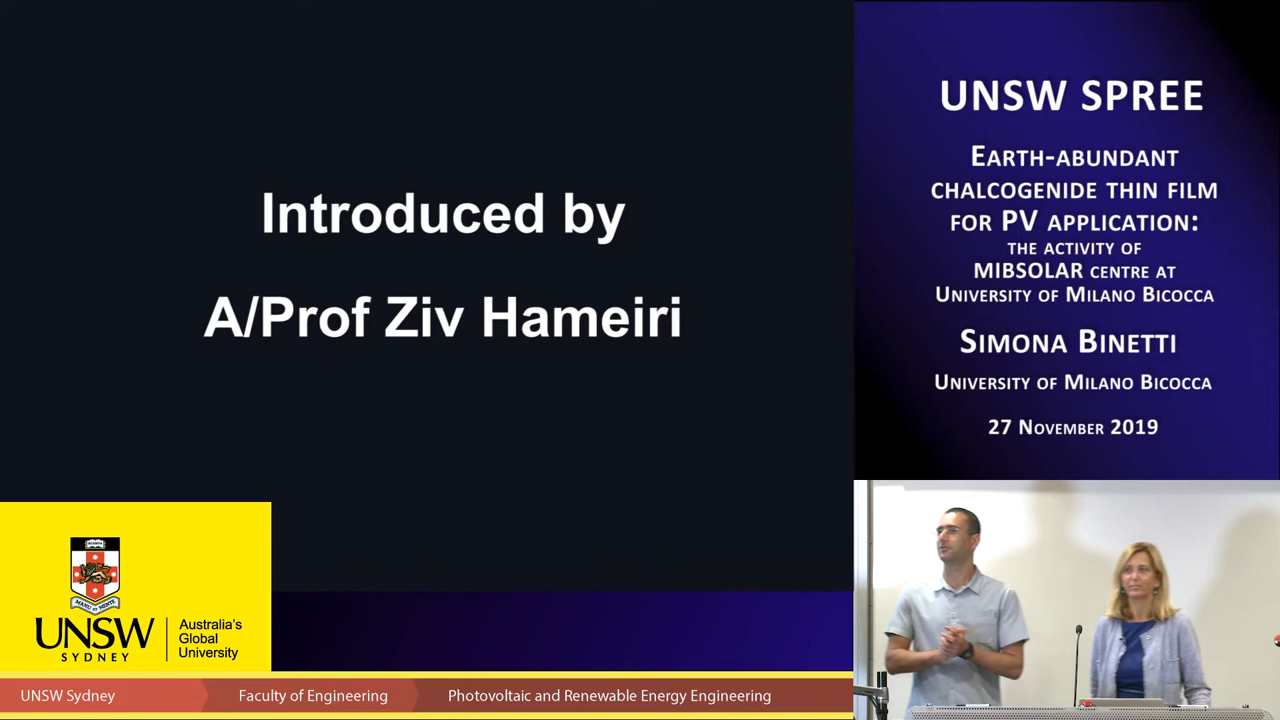 Introduced by
A/Prof Ziv Hameiri
UNSW SPREE
EARTH-ABUNDANT
CHALCOGENIDE THIN FILM
FOR PV APPLICATION:
THE ACTIVITY OF
MIBSOLAR CENTRE AT
UNIVERSITY OF MILANO BICOCCA
SIMONA BINETTI
UNIVERSITY OF MILANO BICOCCA
27 NOVEMBER 2019
UNSW
SYDNEY
Australia's
Global
University
UNSW Sydney
Faculty of Engineering
Photovoltaic and Renewable Energy Engineering